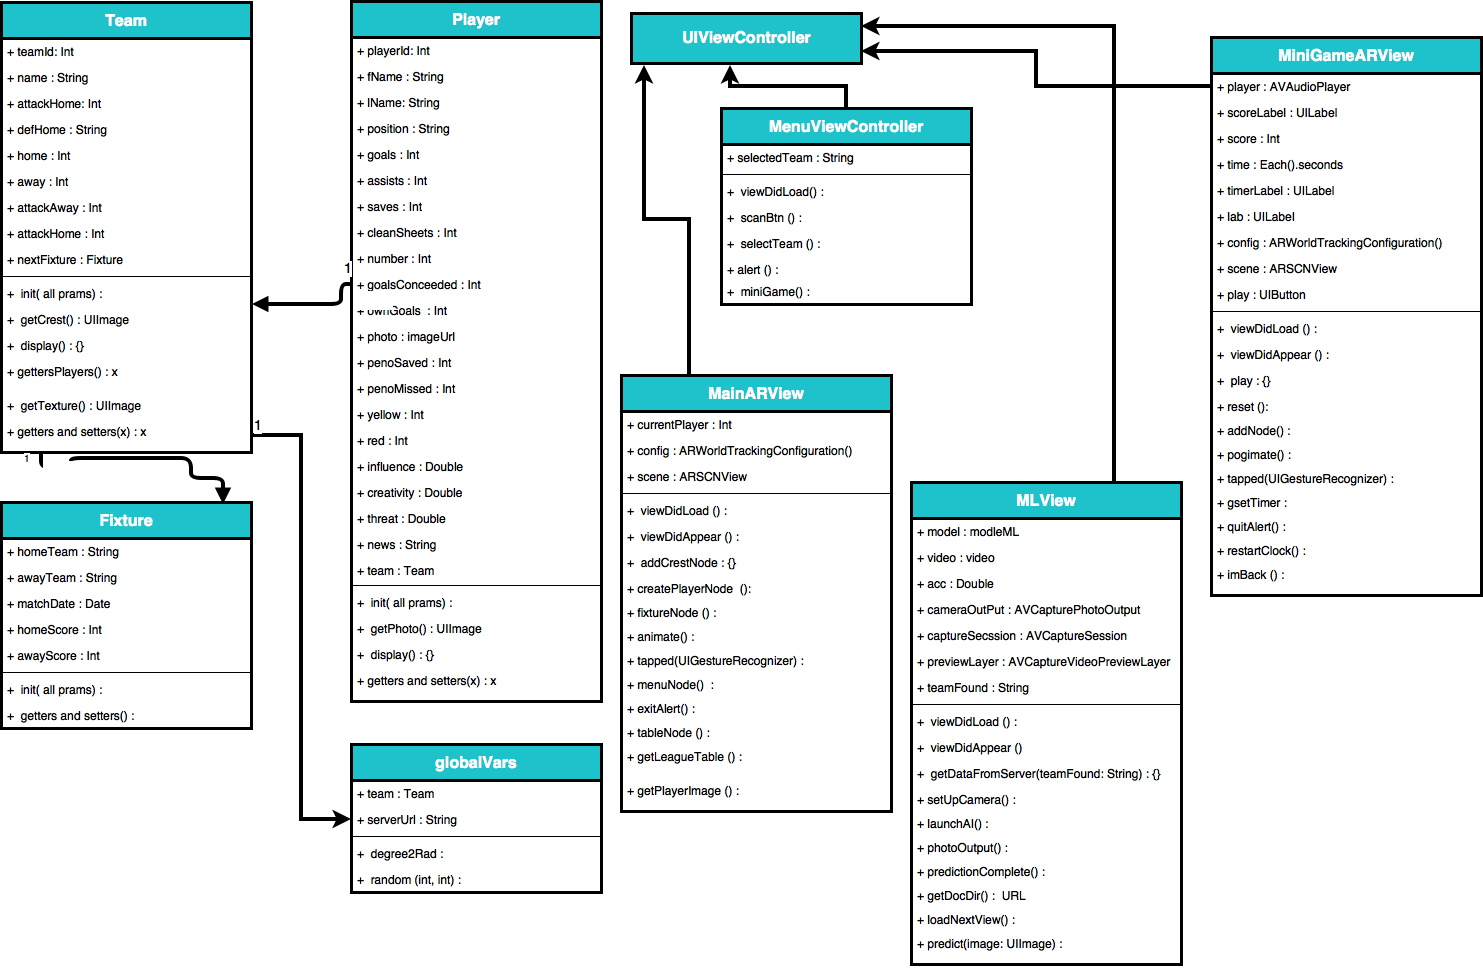 Team
+ teamId: Int
+ name : String
+ attackHome: Int
+ defHome : String
+ home : Int
+ away : Int
+ attackAway : Int
+ attackHome : Int
+ nextFixture : Fixture
+ init( all params) :
+ getCrest() : UIImage
+ display() : {}
+ gettersPlayers() : x
+ getTexture() : UIImage
+ getters and setters(x) : x
1
1
1
Fixture
+ homeTeam : String
+ awayTeam : String
+ matchDate : Date
+ homeScore : Int
+ awayScore : Int
+ init( all params) :
+ getters and setters() :
Player
+ playerId: Int
+ fName : String
+ lName: String
+ position : String
+ goals : Int
+ assists : Int
+ saves : Int
+ cleanSheets : Int
+ number : Int
+ goalsConceeded : Int
+ ownGoals : Int
+ photo : imageUrl
+ penoSaved : Int
+ penoMissed : Int
+ yellow : Int
+ red : Int
+ influence : Double
+ creativity : Double
+ threat : Double
+ news : String
+ team : Team
+ init( all params) :
+ getPhoto() : UIImage
+ display() : {}
+ getters and setters(x) : x
globalVars
+ team : Team
+ serverUrl : String
+ degree2Rad :
+ random (int, int) :
UIViewController
MenuViewController
+ selectedTeam : String
+ viewDidLoad() :
+ scanBtn () :
+ selectTeam () :
+ alert () :
+ miniGame() :
MainARView
+ currentPlayer : Int
+ config : ARWorldTrackingConfiguration()
+ scene : ARSCNView
+ viewDidLoad () :
+ viewDidAppear () :
+ addCrestNode : {}
+ createPlayerNode ():
+ fixtureNode () :
+ animate() :
+ tapped(UIGestureRecognizer) :
+ menuNode() :
+ exitAlert() :
+ tableNode () :
+ getLeagueTable () :
+ getPlayerImage () :
MLView
+ model : modleML
+ video : video
+ acc : Double
+ cameraOutPut : AVCapturePhotoOutput
+ captureSecssion : AVCaptureSession
+ previewLayer : AVCaptureVideoPreviewLayer
+ teamFound : String
+ viewDidLoad () :
+ viewDidAppear ()
+ getDataFromServer(teamFound: String) : {}
+ setUpCamera() :
+ launchAI() :
+ photoOutput() :
+ predictionComplete() :
+ getDocDir() : URL
+ loadNextView() :
+ predict(image: UIImage) :
MiniGameARView
+ player : AVAudioPlayer
+ scoreLabel : UILabel
+ score : Int
+ time : Each().seconds
+ timerLabel : UILabel
+ lab : UILabel
+ config : ARWorldTrackingConfiguration()
+ scene : ARSCNView
+ play : UIButton
+ viewDidLoad () :
+ viewDidAppear () :
+ play : {}
+ reset ():
+ addNode() :
+ pogimate() :
+ tapped(UIGestureRecognizer) :
+ gsetTimer :
+ quitAlert() :
+ restartClock() :
+ imBack () :